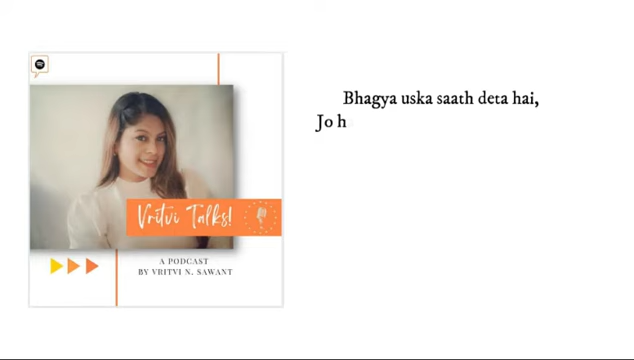 Vritvi Talks!
A PODCAST
BY VRITVI N. SAWANT
Bhagya uska saath deta hai,
Jo h